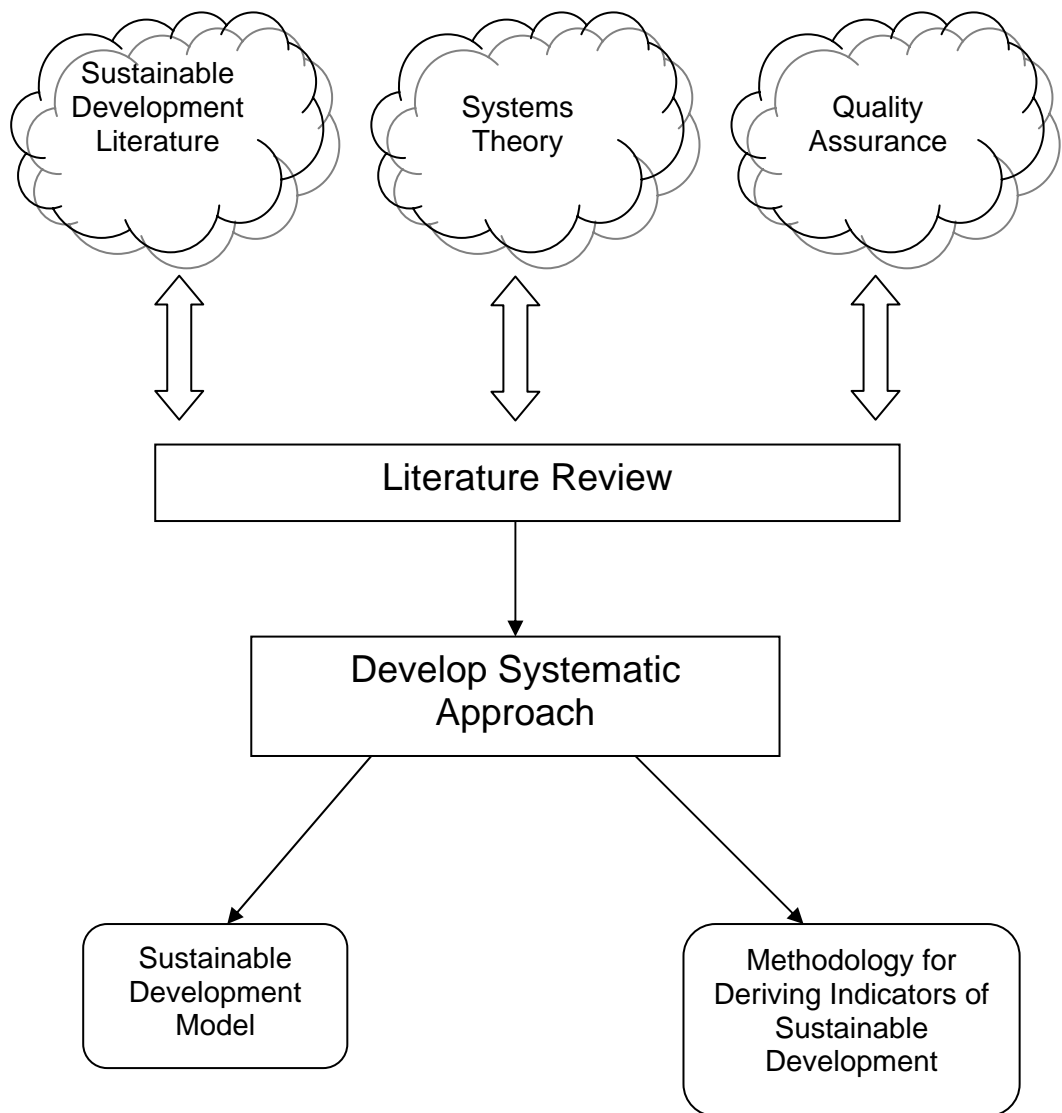 Sustainable
Development
Literature
Systems
Theory
Quality
Assurance
Literature Review
Develop Systematic
Approach
Sustainable
Development
Model
Methodology for
Deriving Indicators of
Sustainable
Development